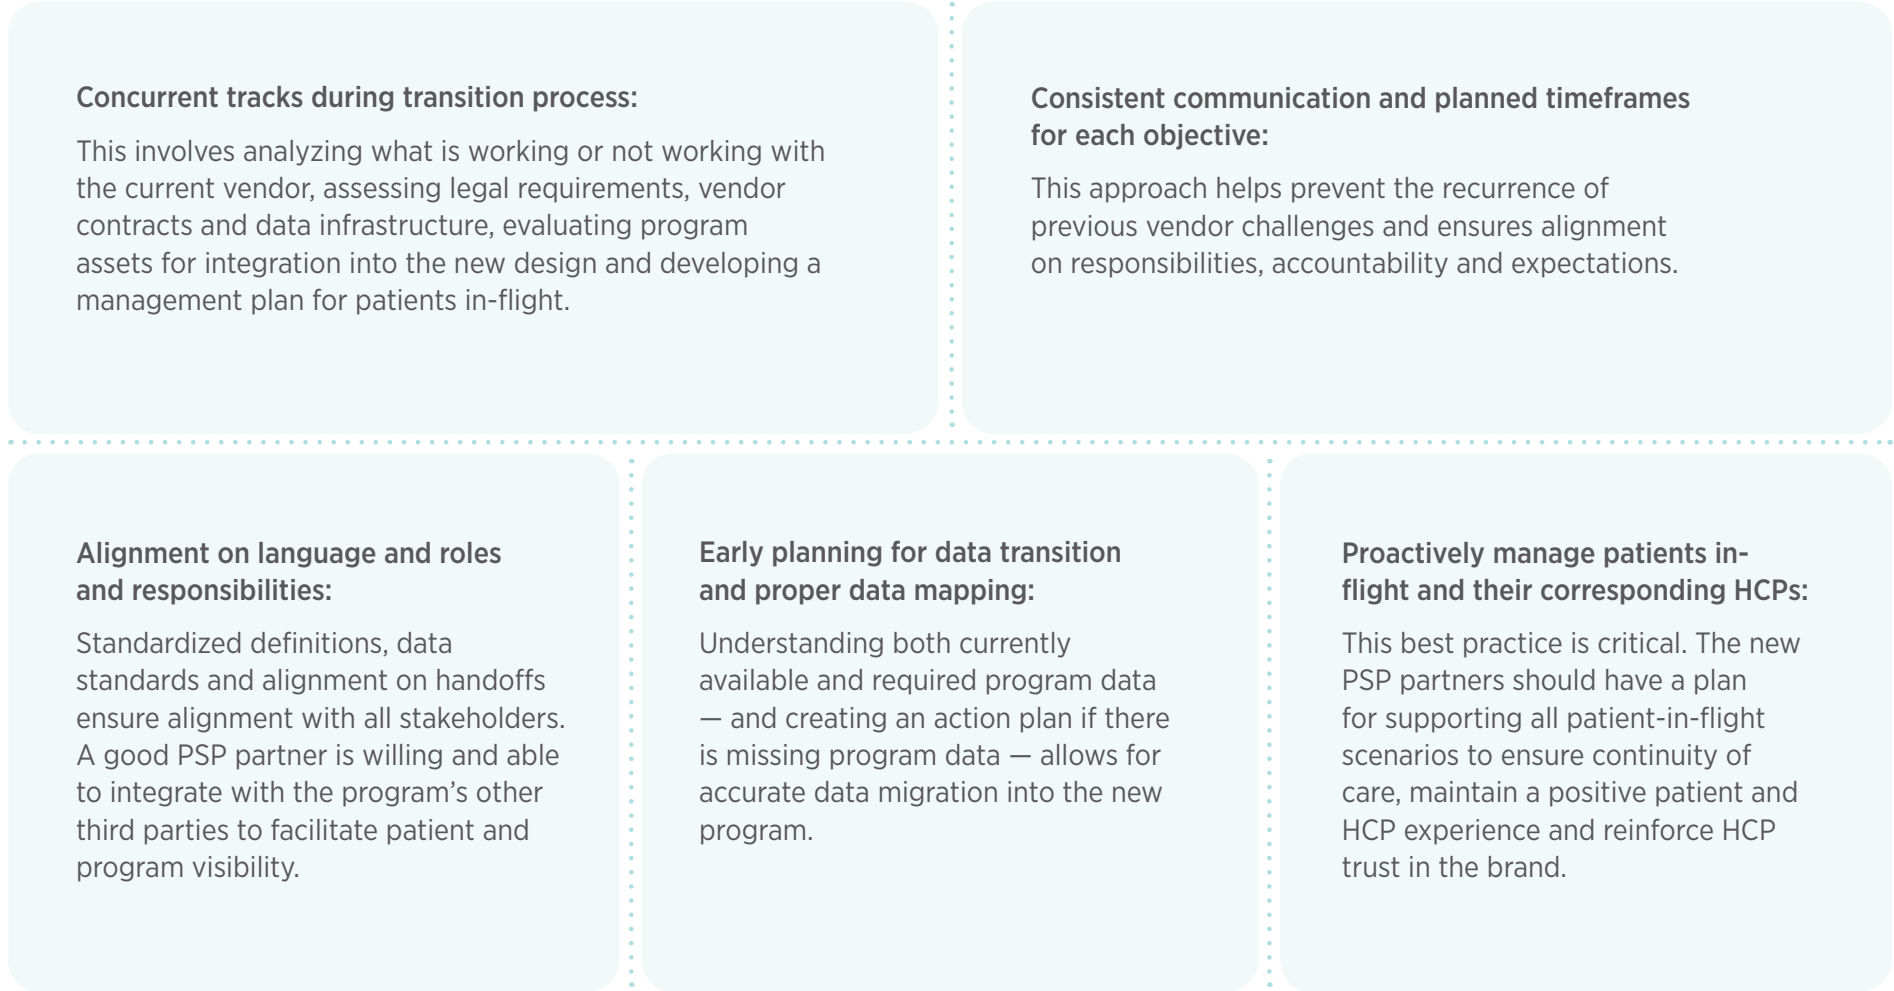 Concurrent tracks during transition process:
This involves analyzing what is working or not working with
the current vendor, assessing legal requirements, vendor
contracts and data infrastructure, evaluating program
assets for integration into the new design and developing a
management plan for patients in-flight.
Consistent communication and planned timeframes
for each objective:
This approach helps prevent the recurrence of
previous vendor challenges and ensures alignment
on responsibilities, accountability and expectations.
Alignment on language and roles
and responsibilities:
Standardized definitions, data
standards and alignment on handoffs
ensure alignment with all stakeholders.
A good PSP partner is willing and able
to integrate with the program’s other
third parties to facilitate patient and
program visibility.
Early planning for data transition
and proper data mapping:
Understanding both currently
available and required program data
— and creating an action plan if there
is missing program data — allows for
accurate data migration into the new
program.
Proactively manage patients in-
flight and their corresponding HCPs:
This best practice is critical. The new
PSP partners should have a plan
for supporting all patient-in-flight
scenarios to ensure continuity of
care, maintain a positive patient and
HCP experience and reinforce HCP
trust in the brand.